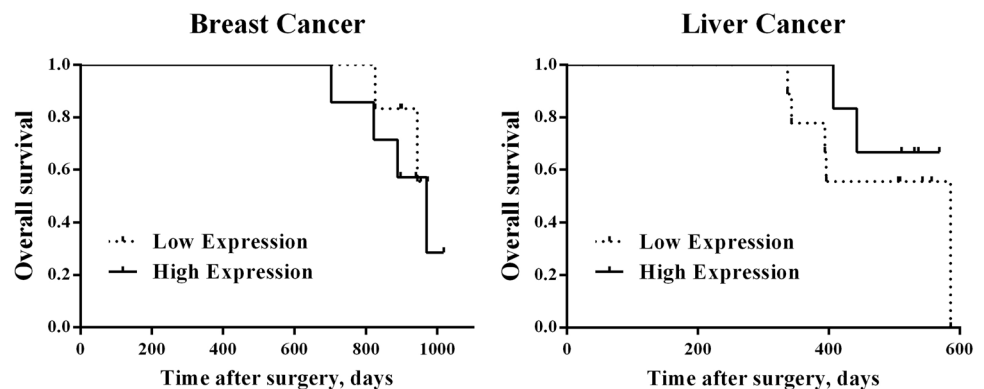 Breast Cancer
Overall survival
1.0
0.8
0.6
0.4
0.2
0.0
Low Expression
High Expression
0 200 400 600 800 1000
Time after surgery, days
Liver Cancer
Overall survival
1.0
0.8
0.6
0.4
0.2
0.0
Low Expression
High Expression
0 200 400 600
Time after surgery, days